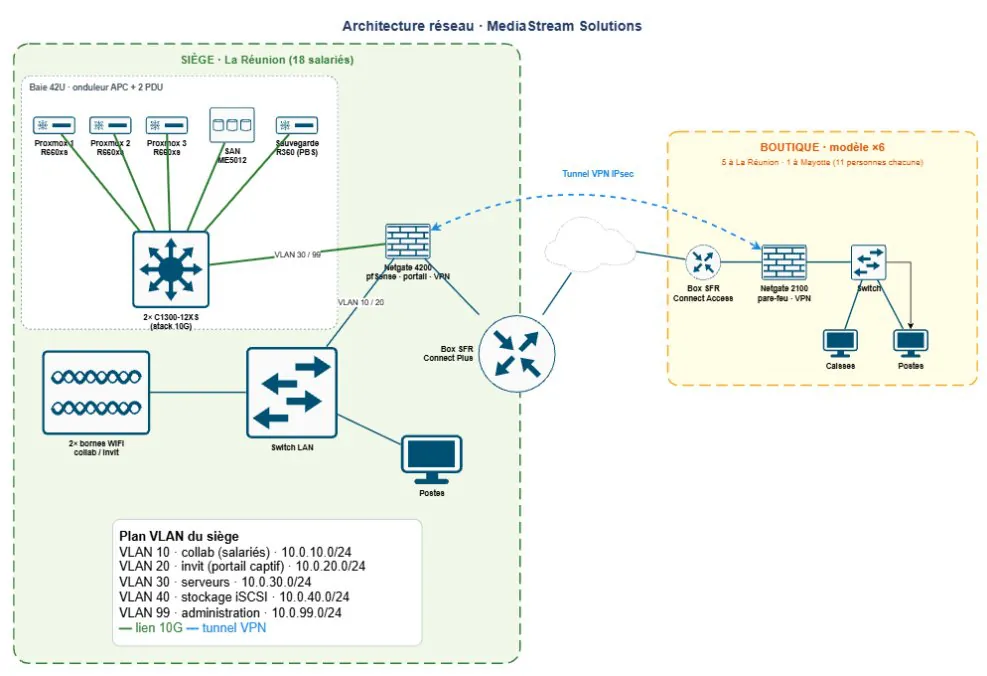 Architecture réseau · MediaStream Solutions
SIÈGE · La Réunion (18 salariés)
Baie 42U · onduleur APC + 2 PDU
Proxmox 1
R660xs
Proxmox 2
R660xs
Proxmox 3
R660xs
SAN
ME5012
Sauvegarde
R360 (PBS)
VLAN 30 / 99
2× C1300-12XS
(stack 10G)
Netgate 4200
pfSense · portail · VPN
VLAN 10 / 20
Box SFR
Connect Plus
2× bornes WiFi
collab / invit
Switch LAN
Postes
Tunnel VPN IPsec
BOUTIQUE · modèle ×6
5 à La Réunion · 1 à Mayotte (11 personnes chacune)
Box SFR
Connect Access
Netgate 2100
pare-feu · VPN
Switch
Caisses
Postes
Plan VLAN du siège
VLAN 10 · collab (salariés) · 10.0.10.0/24
VLAN 20 · invit (portail captif) · 10.0.20.0/24
VLAN 30 · serveurs · 10.0.30.0/24
VLAN 40 · stockage iSCSI · 10.0.40.0/24
VLAN 99 · administration · 10.0.99.0/24
— lien 10G — tunnel VPN